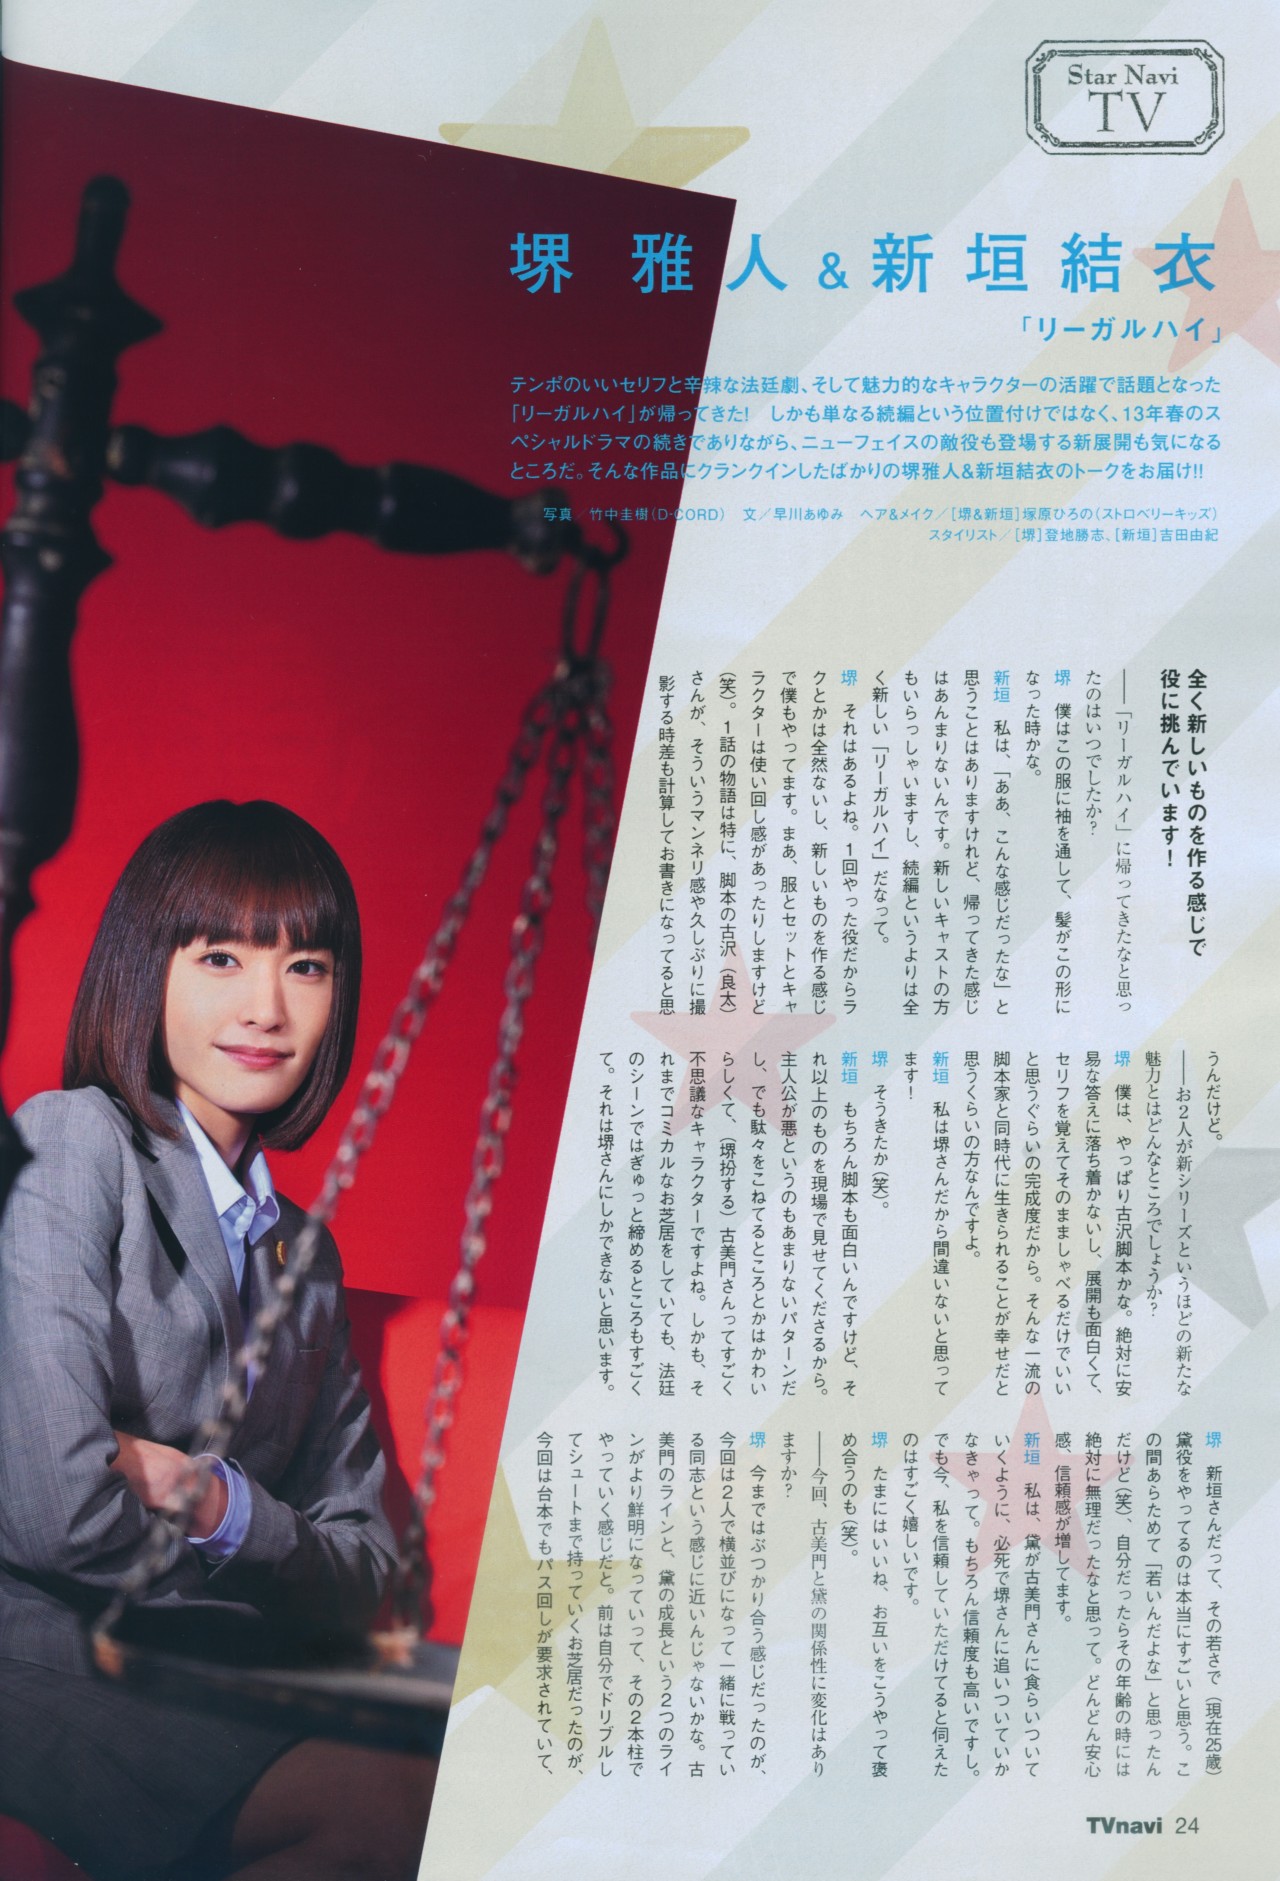 Star Navi
TV
堺 雅人&新垣結衣
「リーガルハイ」
テンポのいいセリフと辛辣な法廷劇、そして魅力的なキャラクターの活躍で話題となった
「リーガルハイ」が帰ってきた!　しかも単なる続編という位置付けではなく、13年春のス
ペシャルドラマの続きでありながら、ニューフェイスの敵役も登場する新展開も気になる
ところだ。そんな作品にクランクインしたばかりの堺雅人&新垣結衣のトークをお届け!!
写真／竹中圭樹(D-CORD)　文／早川あゆみ　ヘア&メイク／[堺&新垣]塚原ひろの(ストロベリーキッズ)
スタイリスト／[堺]登地勝志、[新垣]吉田由紀
全く新しいものを作る感じで
役に挑んでいます!
――「リーガルハイ」に帰ってきたなと思っ
たのはいつでしたか?
堺　僕はこの服に袖を通して、髪がこの形に
なった時かな。
新垣　私は、「ああ、こんな感じだったな」と
思うことはありますけれど、帰ってきた感じ
はあんまりないんです。新しいキャストの方
もいらっしゃいますし、続編というよりは全
く新しい「リーガルハイ」だなって。
堺　それはあるよね。1回やった役だからラ
クとかは全然ないし、新しいものを作る感じ
で僕もやってます。まあ、服とセットとキャ
ラクターは使い回し感があったりしますけど
(笑)。1話の物語は特に、脚本の古沢(良太)
さんが、そういうマンネリ感や久しぶりに撮
影する時差も計算してお書きになってると思
うんだけど。
――お2人が新シリーズというほどの新たな
魅力とはどんなところでしょうか?
堺　僕は、やっぱり古沢脚本かな。絶対に安
易な答えに落ち着かないし、展開も面白くて、
セリフを覚えてそのまましゃべるだけでいい
と思うぐらいの完成度だから。そんな一流の
脚本家と同時代に生きられることが幸せだと
思うくらいの方なんですよ。
新垣　私は堺さんだから間違いないと思って
ます!
堺　そうきたか(笑)。
新垣　もちろん脚本も面白いんですけど、そ
れ以上のものを現場で見せてくださるから。
主人公が悪というのもあまりないパターンだ
し、でも駄々をこねてるところとかはかわい
らしくて、(堺扮する)古美門さんってすごく
不思議なキャラクターですよね。しかも、そ
れまでコミカルなお芝居をしていても、法廷
のシーンではぎゅっと締めるところもすごく
て。それは堺さんにしかできないと思います。
堺　新垣さんだって、その若さで(現在25歳)
黛役をやってるのは本当にすごいと思う。こ
の間あらためて「若いんだよな」と思ったん
だけど(笑)、自分だったらその年齢の時には
絶対に無理だったなと思って。どんどん安心
感、信頼感が増してます。
新垣　私は、黛が古美門さんに食らいついて
いくように、必死で堺さんに追いついていか
なきゃって。もちろん信頼度も高いですし。
でも今、私を信頼していただけてると伺えた
のはすごく嬉しいです。
堺　たまにはいいね、お互いをこうやって褒
め合うのも(笑)。
――今回、古美門と黛の関係性に変化はあり
ますか?
堺　今まではぶつかり合う感じだったのが、
今回は2人で横並びになって一緒に戦ってい
る同志という感じに近いんじゃないかな。古
美門のラインと、黛の成長という2つのライ
ンがより鮮明になっていって、その2本柱で
やっていく感じだと。前は自分でドリブルし
てシュートまで持っていくお芝居だったのが、
今回は台本でもパス回しが要求されていて、
TVnavi 24